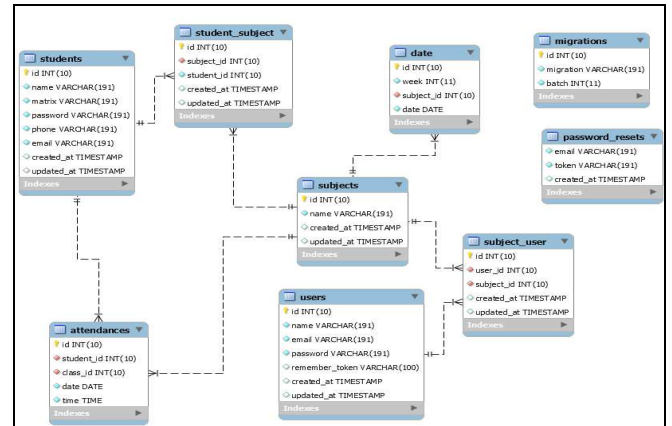 students
id INT(10)
name VARCHAR(191)
matrix VARCHAR(191)
password VARCHAR(191)
phone VARCHAR(191)
email VARCHAR(191)
created_at TIMESTAMP
updated_at TIMESTAMP
Indexes
student_subject
id INT(10)
subject_id INT(10)
student_id INT(10)
created_at TIMESTAMP
updated_at TIMESTAMP
Indexes
date
id INT(10)
week INT(11)
subject_id INT(10)
date DATE
Indexes
migrations
id INT(10)
migration VARCHAR(191)
batch INT(11)
Indexes
password_resets
email VARCHAR(191)
token VARCHAR(191)
created_at TIMESTAMP
Indexes
subjects
id INT(10)
name VARCHAR(191)
created_at TIMESTAMP
updated_at TIMESTAMP
Indexes
subject_user
id INT(10)
user_id INT(10)
subject_id INT(10)
created_at TIMESTAMP
updated_at TIMESTAMP
Indexes
users
id INT(10)
name VARCHAR(191)
email VARCHAR(191)
password VARCHAR(191)
remember_token VARCHAR(100)
created_at TIMESTAMP
updated_at TIMESTAMP
Indexes
attendances
id INT(10)
student_id INT(10)
class_id INT(10)
date DATE
time TIME
Indexes